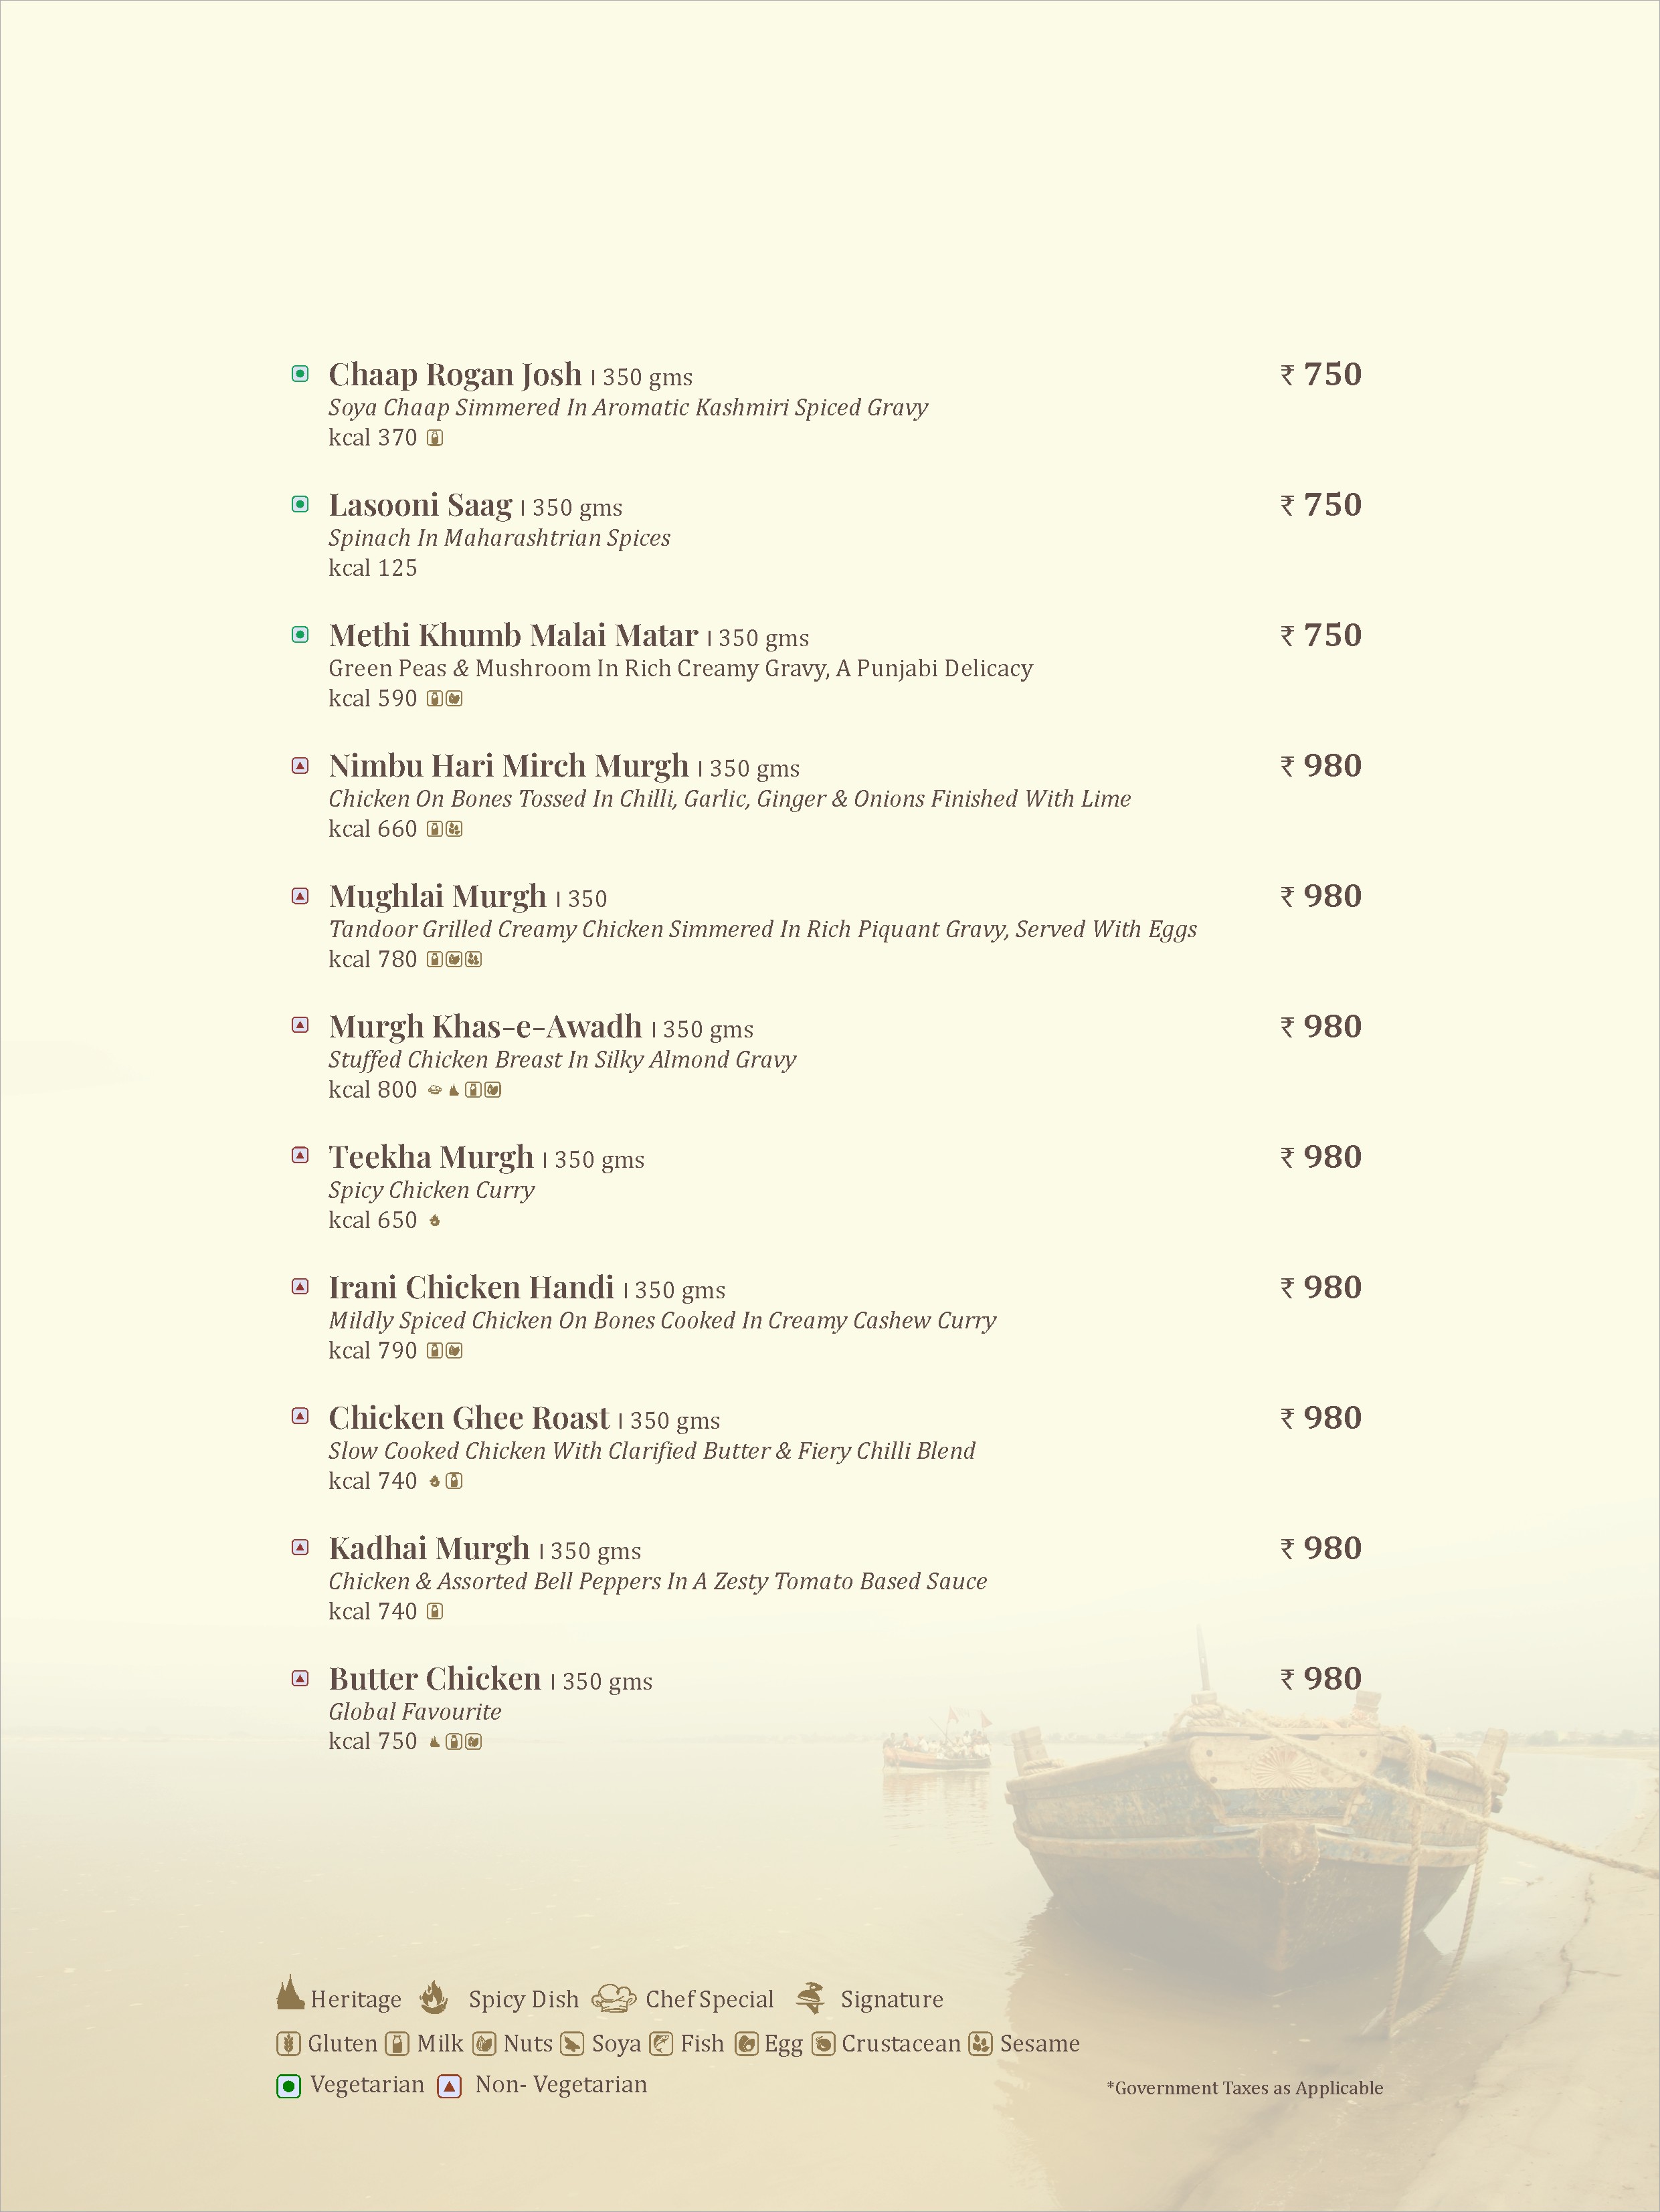 Chaap Rogan Josh | 350 gms ₹ 750
Soya Chaap Simmered In Aromatic Kashmiri Spiced Gravy
kcal 370
Lasooni Saag | 350 gms ₹ 750
Spinach In Maharashtrian Spices
kcal 125
Methi Khumb Malai Matar | 350 gms ₹ 750
Green Peas & Mushroom In Rich Creamy Gravy, A Punjabi Delicacy
kcal 590
Nimbu Hari Mirch Murgh | 350 gms ₹ 980
Chicken On Bones Tossed In Chilli, Garlic, Ginger & Onions Finished With Lime
kcal 660
Mughlai Murgh | 350 ₹ 980
Tandoor Grilled Creamy Chicken Simmered In Rich Piquant Gravy, Served With Eggs
kcal 780
Murgh Khas-e-Awadh | 350 gms ₹ 980
Stuffed Chicken Breast In Silky Almond Gravy
kcal 800
Teekha Murgh | 350 gms ₹ 980
Spicy Chicken Curry
kcal 650
Irani Chicken Handi | 350 gms ₹ 980
Mildly Spiced Chicken On Bones Cooked In Creamy Cashew Curry
kcal 790
Chicken Ghee Roast | 350 gms ₹ 980
Slow Cooked Chicken With Clarified Butter & Fiery Chilli Blend
kcal 740
Kadhai Murgh | 350 gms ₹ 980
Chicken & Assorted Bell Peppers In A Zesty Tomato Based Sauce
kcal 740
Butter Chicken | 350 gms ₹ 980
Global Favourite
kcal 750
Heritage Spicy Dish Chef Special Signature
Gluten Milk Nuts Soya Fish Egg Crustacean Sesame
Vegetarian Non- Vegetarian
*Government Taxes as Applicable